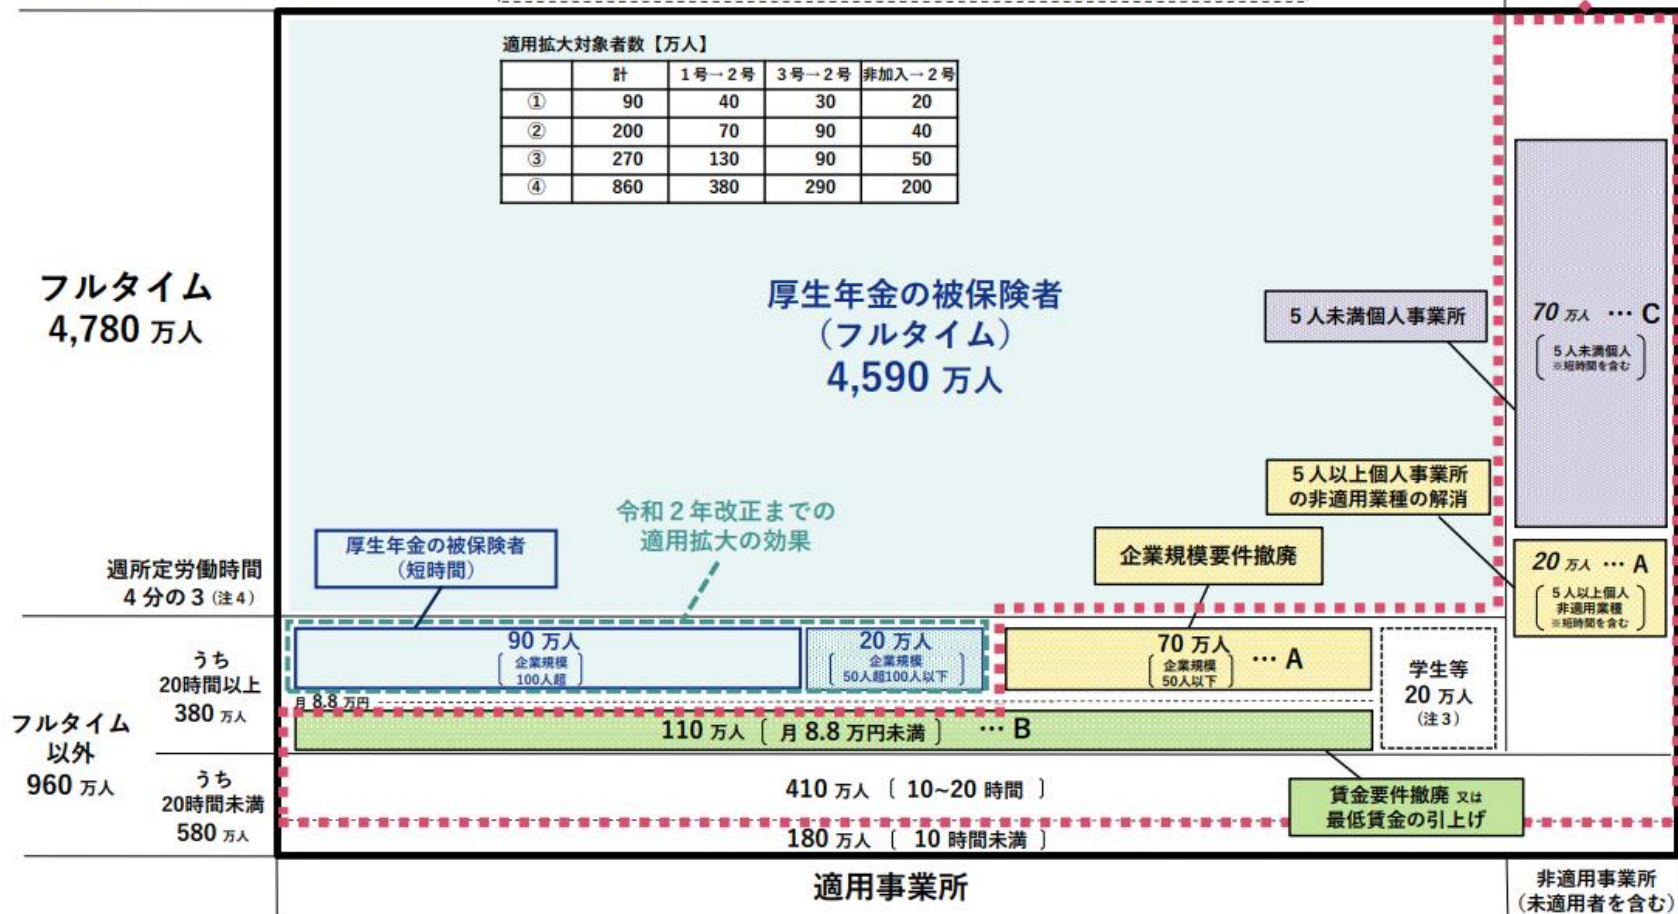 適用拡大対象者数【万人】
計 1号→2号 3号→2号 非加入→2号
① 90 40 30 20
② 200 70 90 40
③ 270 130 90 50
④ 860 380 290 200
フルタイム
4,780 万人
厚生年金の被保険者
(フルタイム)
4,590 万人
5人未満個人事業所
70 万人 … C
5人未満個人
※短時間を含む
5人以上個人事業所
の非適用業種の解消
20 万人 … A
5人以上個人
非適用業種
※短時間を含む
令和2年改正までの
適用拡大の効果
厚生年金の被保険者
(短時間)
企業規模要件撤廃
週所定労働時間
4分の3 (注4)
90 万人
企業規模
100人超
20 万人
企業規模
50人超100人以下
70 万人 … A
企業規模
50人以下
学生等
20 万人
(注3)
うち
20時間以上
380 万人
月 8.8 万円
110 万人 〔 月 8.8 万円未満 〕 … B
フルタイム
以外
960 万人
うち
20時間未満
580 万人
410 万人 〔 10~20 時間 〕
賃金要件撤廃 又は
最低賃金の引上げ
180万人 〔 10 時間未満 〕
適用事業所
非適用事業所
(未適用者を含む)